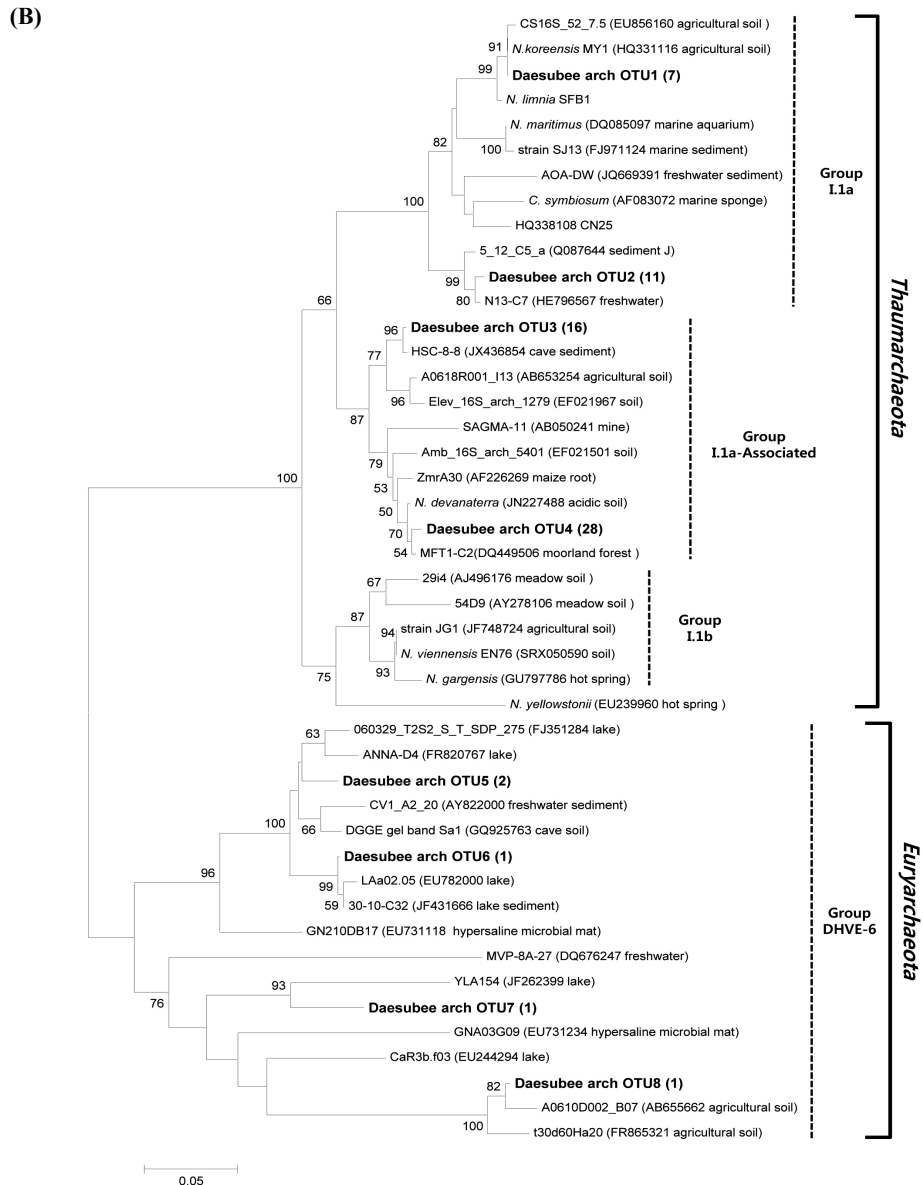 (B)
CS16S_52_7.5 (EU856160 agricultural soil )
91
N.koreensis MY1 (HQ331116 agricultural soil)
99
Daesubee arch OTU1 (7)
N. limnia SFB1
N. maritimus (DQ085097 marine aquarium)
82
100
strain SJ13 (FJ971124 marine sediment)
AOA-DW (JQ669391 freshwater sediment)
Group
I.1a
100
C. symbiosum (AF083072 marine sponge)
HQ338108 CN25
5_12_C5_a (Q087644 sediment J)
99
Daesubee arch OTU2 (11)
80
N13-C7 (HE796567 freshwater)
66
Thaumarchaeota
96
Daesubee arch OTU3 (16)
HSC-8-8 (JX436854 cave sediment)
77
A0618R001_I13 (AB653254 agricultural soil)
96
Elev_16S_arch_1279 (EF021967 soil)
87
SAGMA-11 (AB050241 mine)
Group
I.1a-Associated
79
Amb_16S_arch_5401 (EF021501 soil)
100
53
ZmrA30 (AF226269 maize root)
50
N. devanaterra (JN227488 acidic soil)
70
Daesubee arch OTU4 (28)
54
MFT1-C2(DQ449506 moorland forest )
67
29i4 (AJ496176 meadow soil )
54D9 (AY278106 meadow soil )
87
Group
I.1b
94
strain JG1 (JF748724 agricultural soil)
N. viennensis EN76 (SRX050590 soil)
93
75
N. gargensis (GU797786 hot spring)
N. yellowstonii (EU239960 hot spring )
63
060329_T2S2_S_T_SDP_275 (FJ351284 lake)
ANNA-D4 (FR820767 lake)
Daesubee arch OTU5 (2)
CV1_A2_20 (AY822000 freshwater sediment)
100
66
DGGE gel band Sa1 (GQ925763 cave soil)
Daesubee arch OTU6 (1)
96
99
LAa02.05 (EU782000 lake)
59
30-10-C32 (JF431666 lake sediment)
Group
DHVE-6
Euryarchaeota
GN210DB17 (EU731118  hypersaline microbial mat)
MVP-8A-27 (DQ676247 freshwater)
76
93
YLA154 (JF262399 lake)
Daesubee arch OTU7 (1)
GNA03G09 (EU731234 hypersaline microbial mat)
CaR3b.f03 (EU244294 lake)
82
Daesubee arch OTU8 (1)
A0610D002_B07 (AB655662 agricultural soil)
100
t30d60Ha20 (FR865321 agricultural soil)
0.05